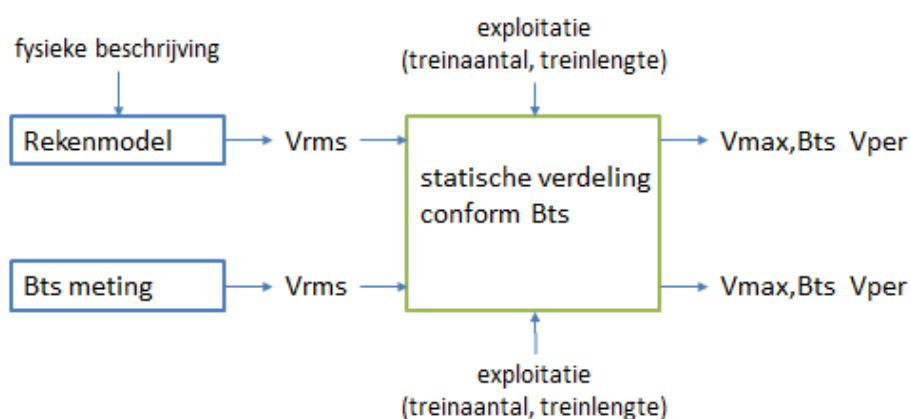 exploitatie
(treinaantal, treinlengte)
fysieke beschrijving
Rekenmodel
Vrms
Vmax,Bts Vper
statische verdeling
conform Bts
Bts meting
Vrms
Vmax,Bts Vper
exploitatie
(treinaantal, treinlengte)